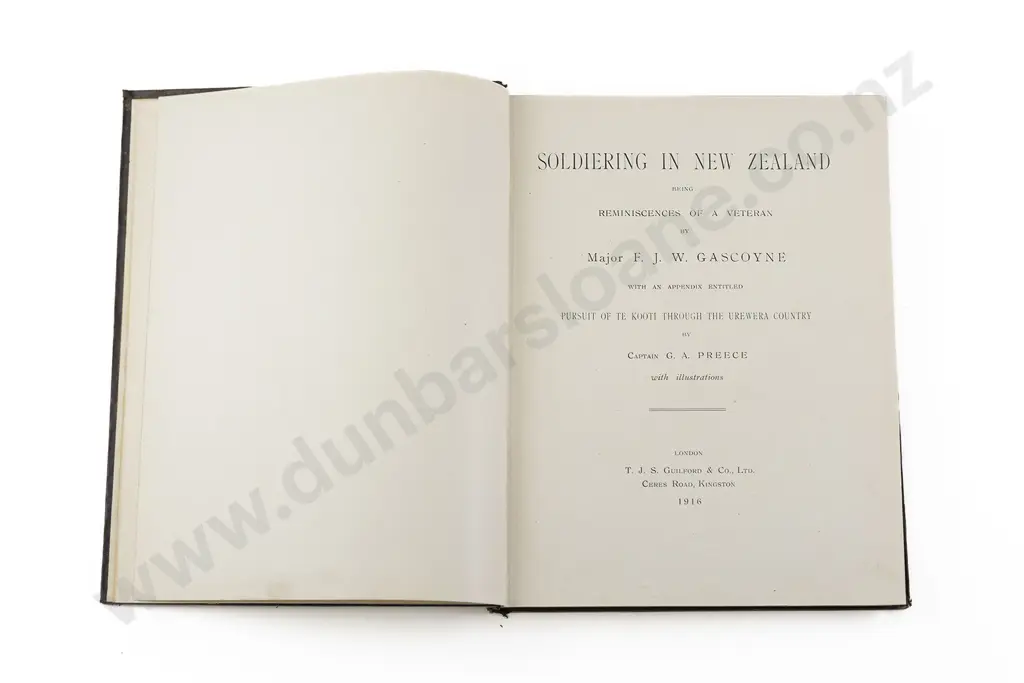 SOLDIERING IN NEW ZEALAND
BEING
REMINISCENCES OF A VETERAN
BY
Major F. J. W. GASCOYNE
WITH AN APPENDIX ENTITLED
PURSUIT OF TE KOOTI THROUGH THE UREWERA COUNTRY
BY
CAPTAIN G. A. PREECE
with illustrations
LONDON
T. J. S. GUILFORD & CO., LTD.
CERES ROAD, KINGSTON
1916
www.dunbarsloane.co.nz